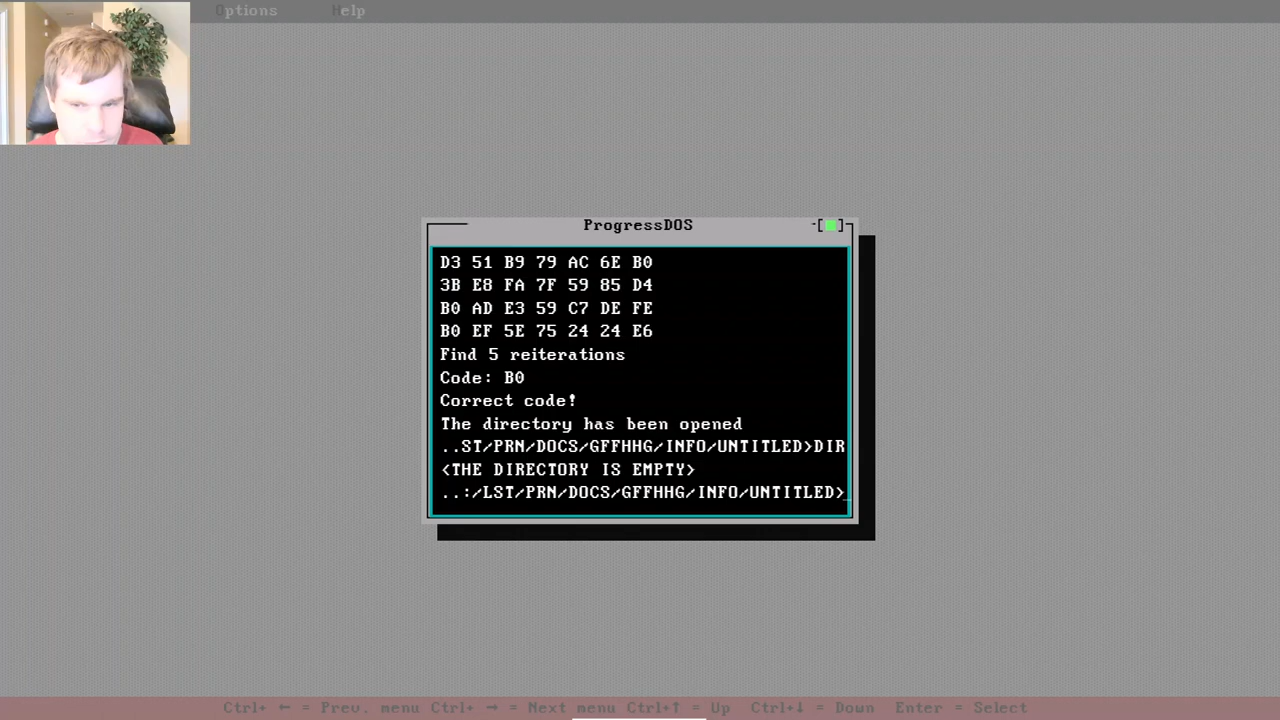 Options Help
ProgressDOS
D3 51 B9 79 AC 6E B0
3B E8 FA 7F 59 85 D4
B0 AD E3 59 C7 DE FE
B0 EF 5E 75 24 24 E6
Find 5 reiterations
Code: B0
Correct code!
The directory has been opened
..ST/PRN/DOCS/GFFHHG/INFO/UNTITLED>DIR
<THE DIRECTORY IS EMPTY>
..:/LST/PRN/DOCS/GFFHHG/INFO/UNTITLED>_
Ctrl+ ← = Prev. menu Ctrl+ → = Next menu Ctrl+↑ = Up Ctrl+↓ = Down Enter = Select